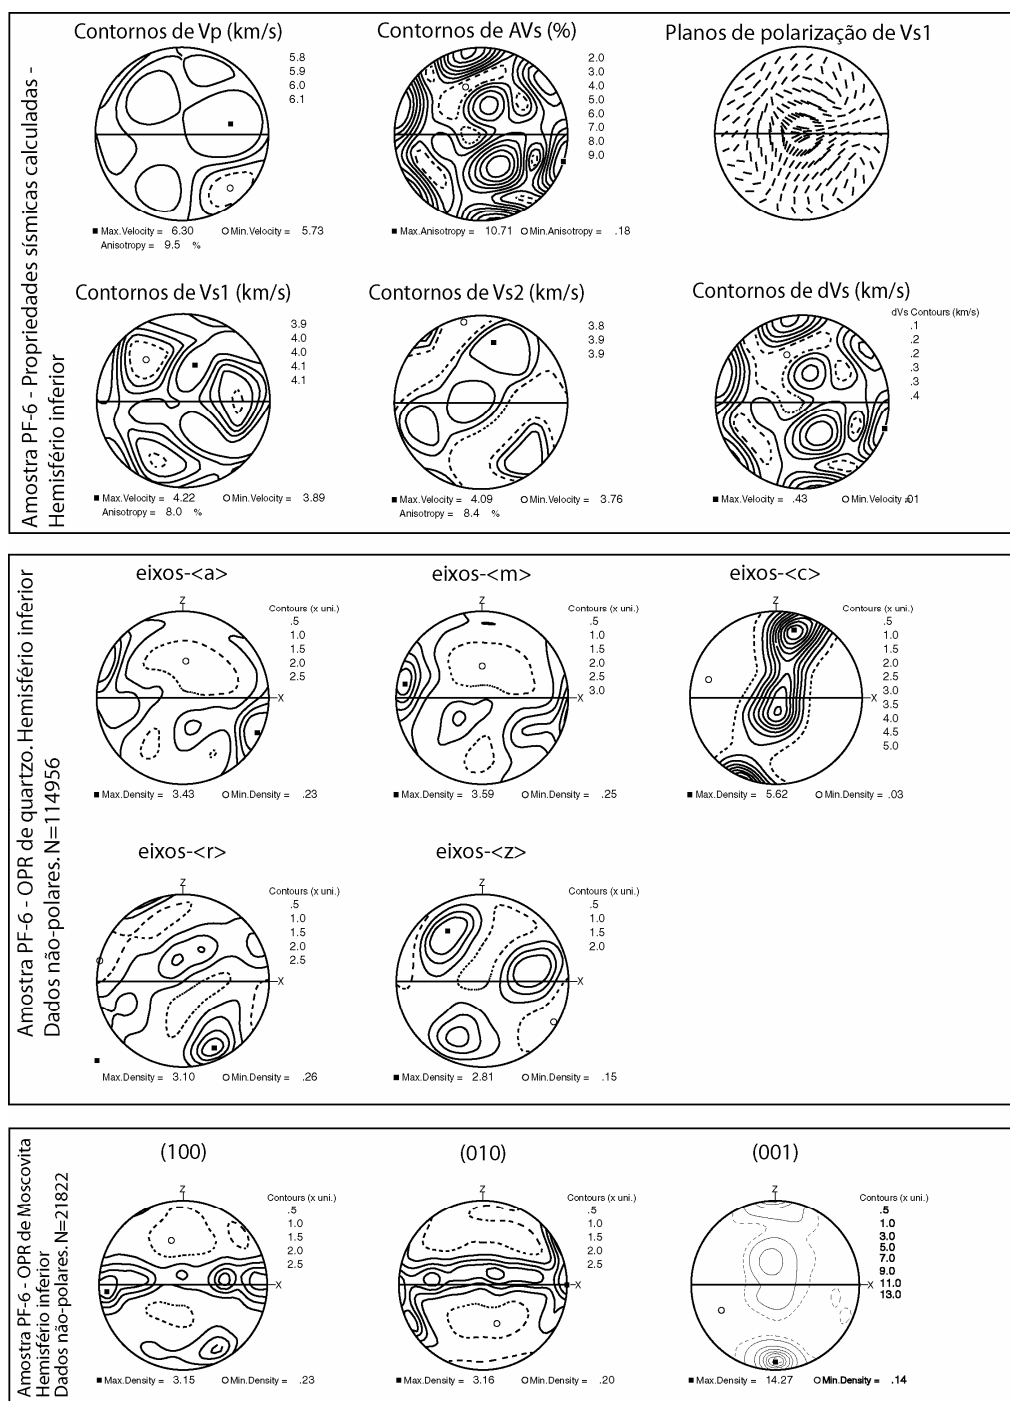 Amostra PF-6 - Propriedades sísmicas calculadas -
Hemisfério inferior
Contornos de Vp (km/s)
5.8
5.9
6.0
6.1
■ Max.Velocity = 6.30 ○ Min.Velocity = 5.73
Anisotropy = 9.5 %
Contornos de AVs (%)
2.0
3.0
4.0
5.0
6.0
7.0
8.0
9.0
■ Max.Anisotropy = 10.71 ○ Min.Anisotropy = .18
Planos de polarização de Vs1
Contornos de Vs1 (km/s)
3.9
4.0
4.0
4.1
4.1
■ Max.Velocity = 4.22 ○ Min.Velocity = 3.89
Anisotropy = 8.0 %
Contornos de Vs2 (km/s)
3.8
3.9
3.9
■ Max.Velocity = 4.09 ○ Min.Velocity = 3.76
Anisotropy = 8.4 %
Contornos de dVs (km/s)
dVs Contours (km/s)
.1
.2
.2
.3
.3
.4
■ Max.Velocity = .43 ○ Min.Velocity = .01
Amostra PF-6 - OPR de quartzo. Hemisfério inferior
Dados não-polares. N=114956
eixos-<a>
Z
X
Contours (x uni.)
.5
1.0
1.5
2.0
2.5
■ Max.Density = 3.43 ○ Min.Density = .23
eixos-<m>
Z
X
Contours (x uni.)
.5
1.0
1.5
2.0
2.5
3.0
■ Max.Density = 3.59 ○ Min.Density = .25
eixos-<c>
Z
X
Contours (x uni.)
.5
1.0
1.5
2.0
2.5
3.0
3.5
4.0
4.5
5.0
■ Max.Density = 5.62 ○ Min.Density = .03
eixos-<r>
Z
X
Contours (x uni.)
.5
1.0
1.5
2.0
2.5
■ Max.Density = 3.10 ○ Min.Density = .26
eixos-<z>
Z
X
Contours (x uni.)
.5
1.0
1.5
2.0
■ Max.Density = 2.81 ○ Min.Density = .15
Amostra PF-6 - OPR de Moscovita
Hemisfério inferior
Dados não-polares. N=21822
(100)
Z
X
Contours (x uni.)
.5
1.0
1.5
2.0
2.5
■ Max.Density = 3.15 ○ Min.Density = .23
(010)
Z
X
Contours (x uni.)
.5
1.0
1.5
2.0
2.5
■ Max.Density = 3.16 ○ Min.Density = .20
(001)
Z
X
Contours (x uni.)
.5
1.0
3.0
5.0
7.0
9.0
11.0
13.0
■ Max.Density = 14.27 ○ Min.Density = .14